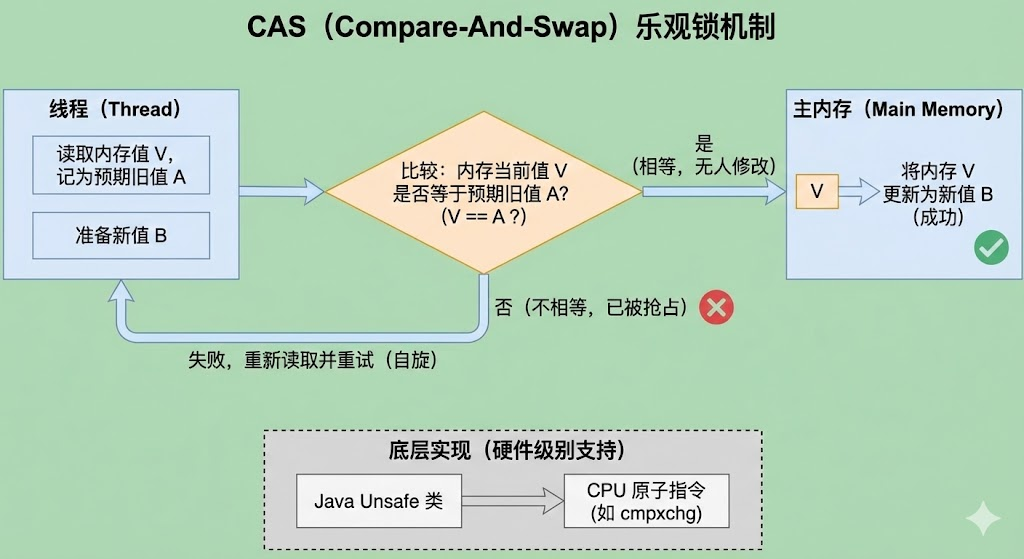 CAS（Compare-And-Swap）乐观锁机制
线程（Thread）
读取内存值 V，
记为预期旧值 A
准备新值 B
比较：内存当前值 V
是否等于预期旧值 A？
（V == A ?）
是
（相等，无人修改）
主内存（Main Memory）
V
将内存 V
更新为新值 B
（成功）
否（不相等，已被抢占）
失败，重新读取并重试（自旋）
底层实现（硬件级别支持）
Java Unsafe 类
CPU 原子指令
(如 cmpxchg)